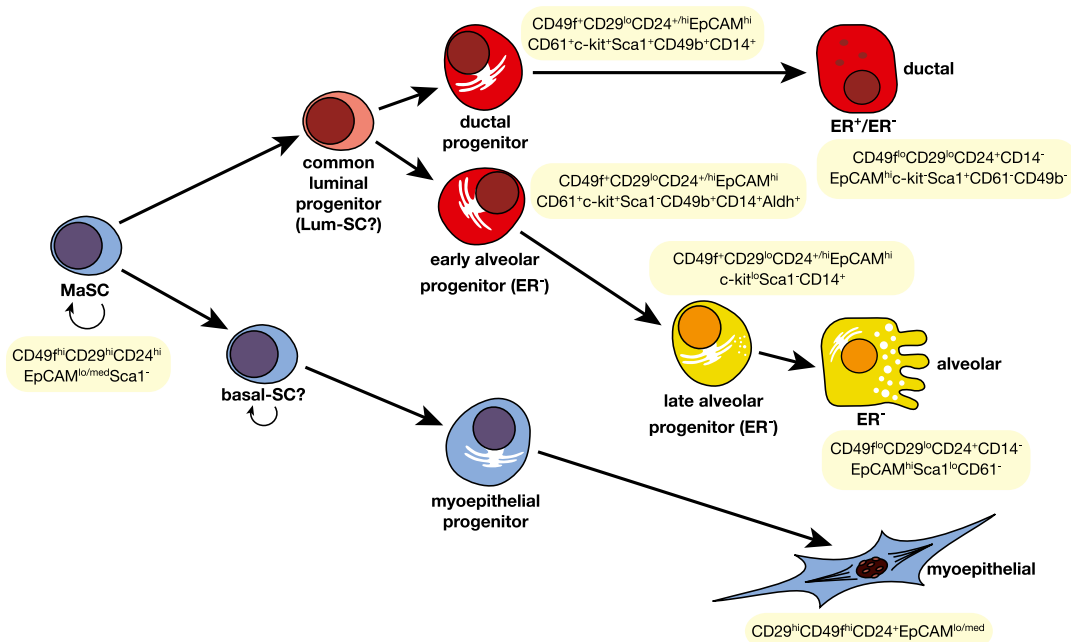 CD49f⁺CD29ˡᵒCD24⁺/ʰⁱEpCAMʰⁱ
CD61⁺c-kit⁺Sca1⁺CD49b⁺CD14⁺
ductal
ER⁺/ER⁻
CD49fˡᵒCD29ˡᵒCD24⁺CD14⁻
EpCAMʰⁱc-kit⁻Sca1⁺CD61⁻CD49b⁻
ductal
progenitor
common
luminal
progenitor
(Lum-SC?)
CD49f⁺CD29ˡᵒCD24⁺/ʰⁱEpCAMʰⁱ
CD61⁺c-kit⁺Sca1⁻CD49b⁺CD14⁺Aldh⁺
early alveolar
progenitor (ER⁻)
MaSC
CD49fʰⁱCD29ʰⁱCD24ʰⁱ
EpCAMˡᵒ/ᵐᵉᵈSca1⁻
CD49f⁺CD29ˡᵒCD24⁺/ʰⁱEpCAMʰⁱ
c-kitˡᵒSca1⁻CD14⁺
late alveolar
progenitor (ER⁻)
alveolar
ER⁻
CD49fˡᵒCD29ˡᵒCD24⁺CD14⁻
EpCAMʰⁱSca1ˡᵒCD61⁻
basal-SC?
myoepithelial
progenitor
myoepithelial
CD29ʰⁱCD49fʰⁱCD24⁺EpCAMˡᵒ/ᵐᵉᵈ